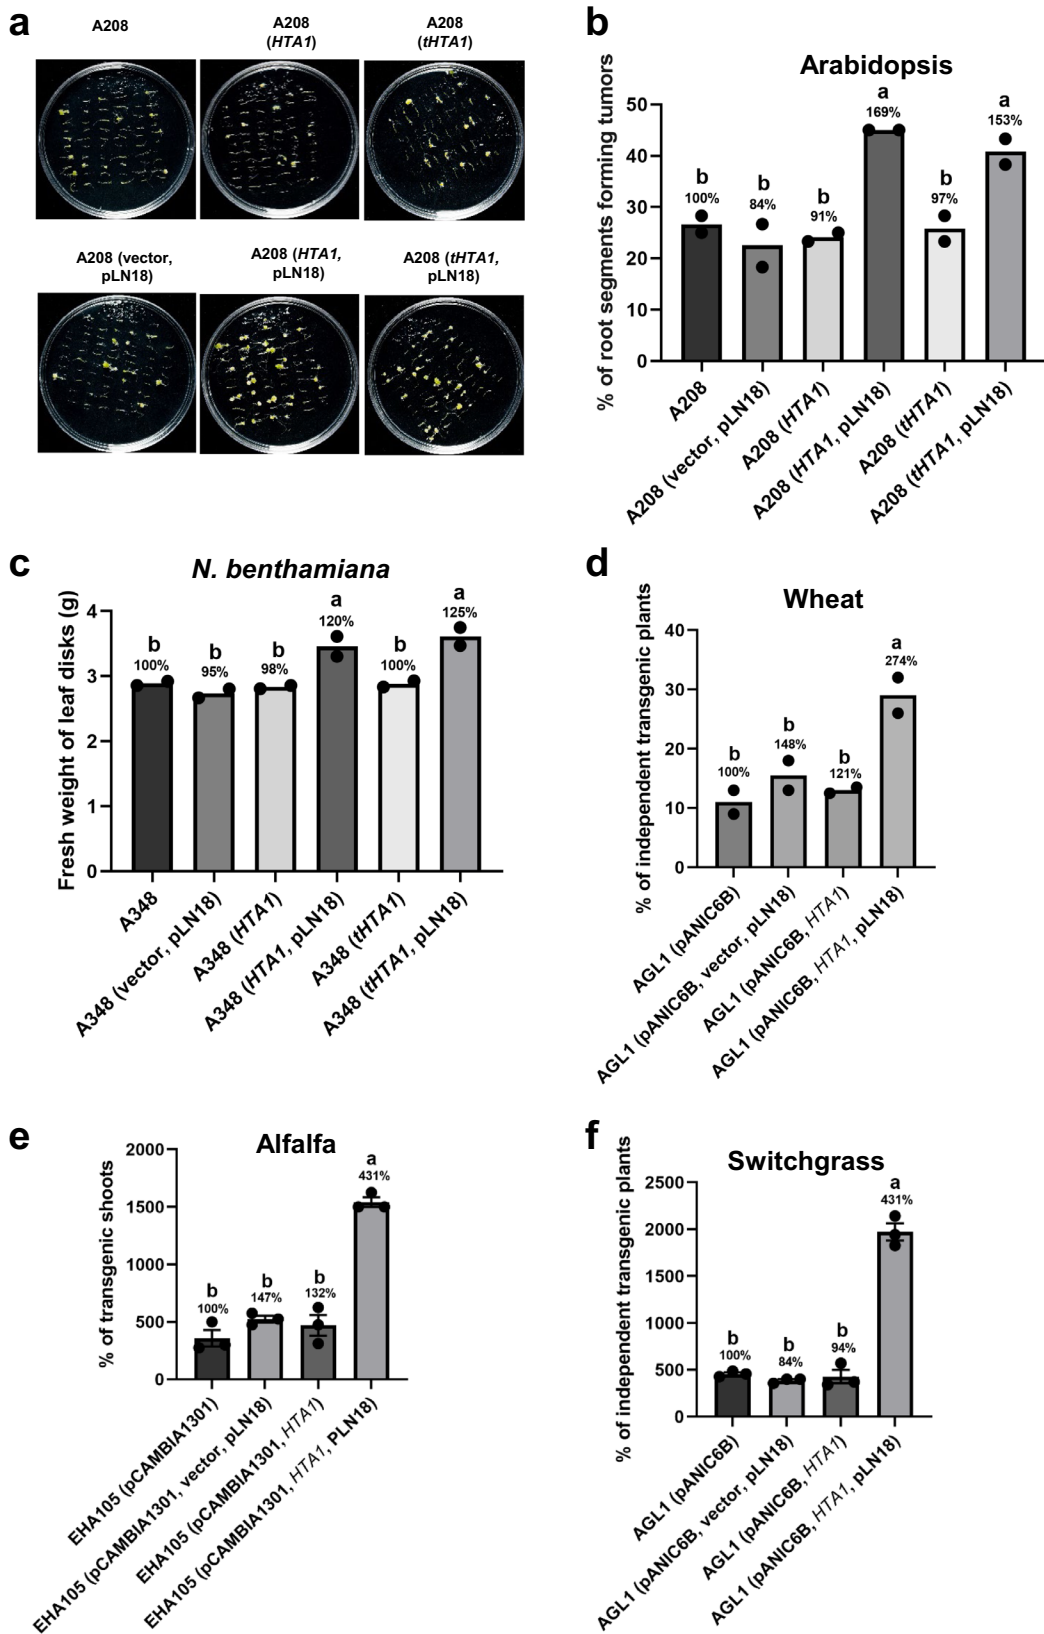 a
A208
A208
(HTA1)
A208
(tHTA1)
A208 (vector,
pLN18)
A208 (HTA1,
pLN18)
A208 (tHTA1,
pLN18)
b
Arabidopsis
% of root segments forming tumors
50
40
30
20
10
0
b
100%
b
84%
b
91%
a
169%
b
97%
a
153%
A208
A208 (vector, pLN18)
A208 (HTA1)
A208 (HTA1, pLN18)
A208 (tHTA1)
A208 (tHTA1, pLN18)
c
N. benthamiana
Fresh weight of leaf disks (g)
4
3
2
1
0
b
100%
b
95%
b
98%
a
120%
b
100%
a
125%
A348
A348 (vector, pLN18)
A348 (HTA1)
A348 (HTA1, pLN18)
A348 (tHTA1)
A348 (tHTA1, pLN18)
d
Wheat
% of independent transgenic plants
40
30
20
10
0
b
100%
b
148%
b
121%
a
274%
AGL1 (pANIC6B)
AGL1 (pANIC6B, vector, pLN18)
AGL1 (pANIC6B, HTA1)
AGL1 (pANIC6B, HTA1, pLN18)
e
Alfalfa
% of transgenic shoots
2000
1500
1000
500
0
b
100%
b
147%
b
132%
a
431%
EHA105 (pCAMBIA1301)
EHA105 (pCAMBIA1301, vector, pLN18)
EHA105 (pCAMBIA1301, HTA1)
EHA105 (pCAMBIA1301, HTA1, PLN18)
f
Switchgrass
% of independent transgenic plants
2500
2000
1500
1000
500
0
b
100%
b
84%
b
94%
a
431%
AGL1 (pANIC6B)
AGL1 (pANIC6B, vector, pLN18)
AGL1 (pANIC6B, HTA1)
AGL1 (pANIC6B, HTA1, pLN18)